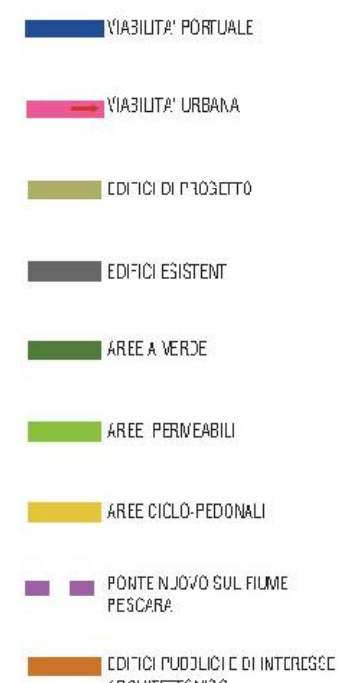 VIABILITA' PORTUALE
VIABILITA' URBANA
EDIFICI DI PROGETTO
EDIFICI ESISTENT
AREE A VERDE
AREE PERMEABILI
AREE CICLO-PEDONALI
PONTE NUOVO SUL FIUME
PESCARA
EDIFICI PUBBLICI E DI INTERESSE
ARCHITETTONICO